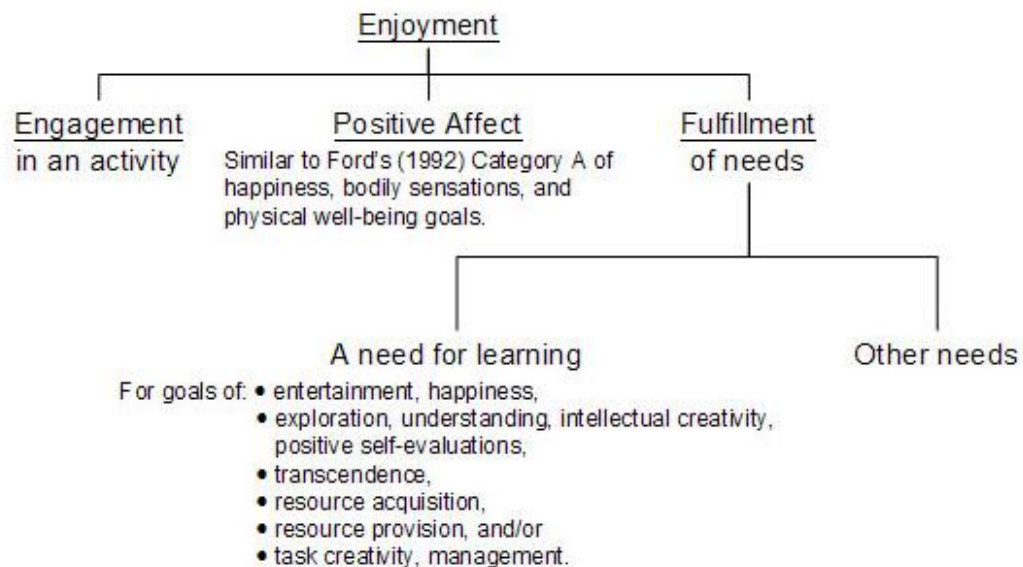 Enjoyment
Engagement
in an activity
Positive Affect
Similar to Ford's (1992) Category A of
happiness, bodily sensations, and
physical well-being goals.
Fulfillment
of needs
A need for learning
For goals of: • entertainment, happiness,
• exploration, understanding, intellectual creativity,
positive self-evaluations,
• transcendence,
• resource acquisition,
• resource provision, and/or
• task creativity, management.
Other needs